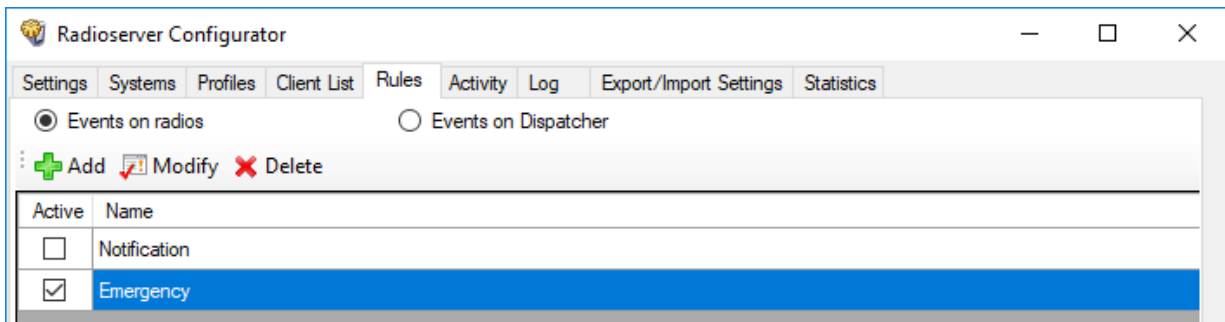 Radioserver Configurator
Settings Systems Profiles Client List Rules Activity Log Export/Import Settings Statistics
Events on radios Events on Dispatcher
Add Modify Delete
Active Name
Notification
Emergency